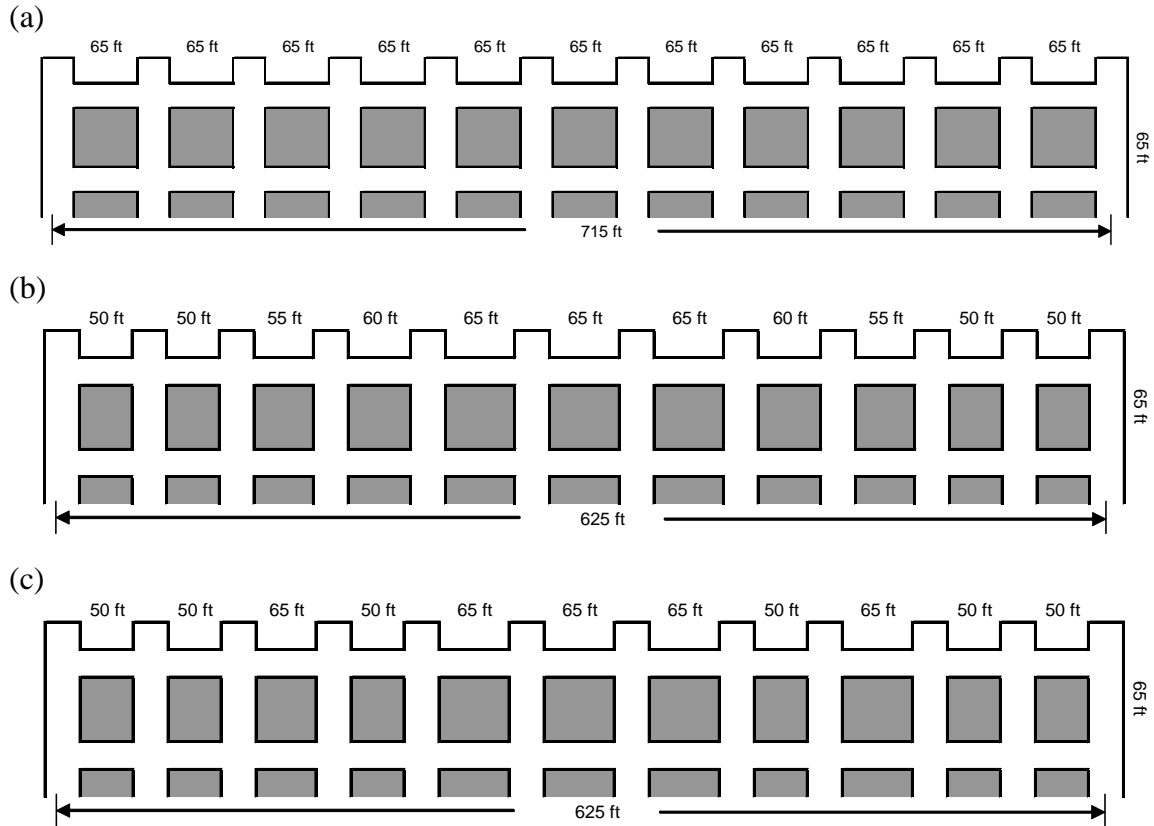 (a)
65 ft 65 ft 65 ft 65 ft 65 ft 65 ft 65 ft 65 ft 65 ft 65 ft 65 ft
65 ft
715 ft
(b)
50 ft 50 ft 55 ft 60 ft 65 ft 65 ft 65 ft 60 ft 55 ft 50 ft 50 ft
65 ft
625 ft
(c)
50 ft 50 ft 65 ft 50 ft 65 ft 65 ft 65 ft 50 ft 65 ft 50 ft 50 ft
65 ft
625 ft